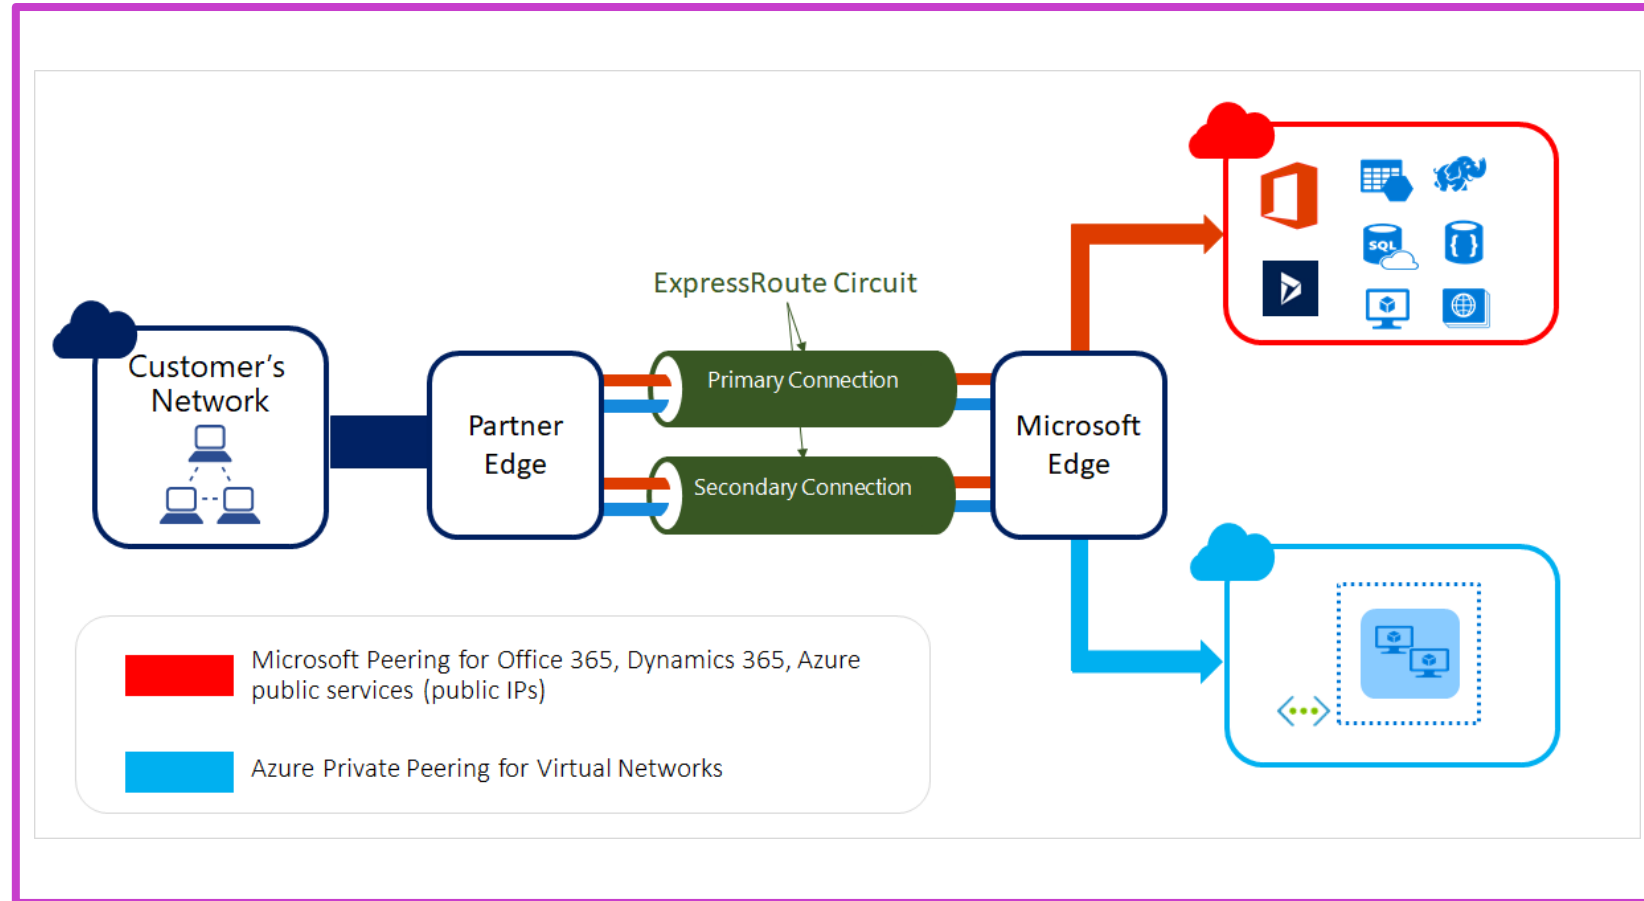 ExpressRoute Circuit
Customer's
Network
Partner
Edge
Primary Connection
Secondary Connection
Microsoft
Edge
SQL
Microsoft Peering for Office 365, Dynamics 365, Azure
public services (public IPs)
Azure Private Peering for Virtual Networks